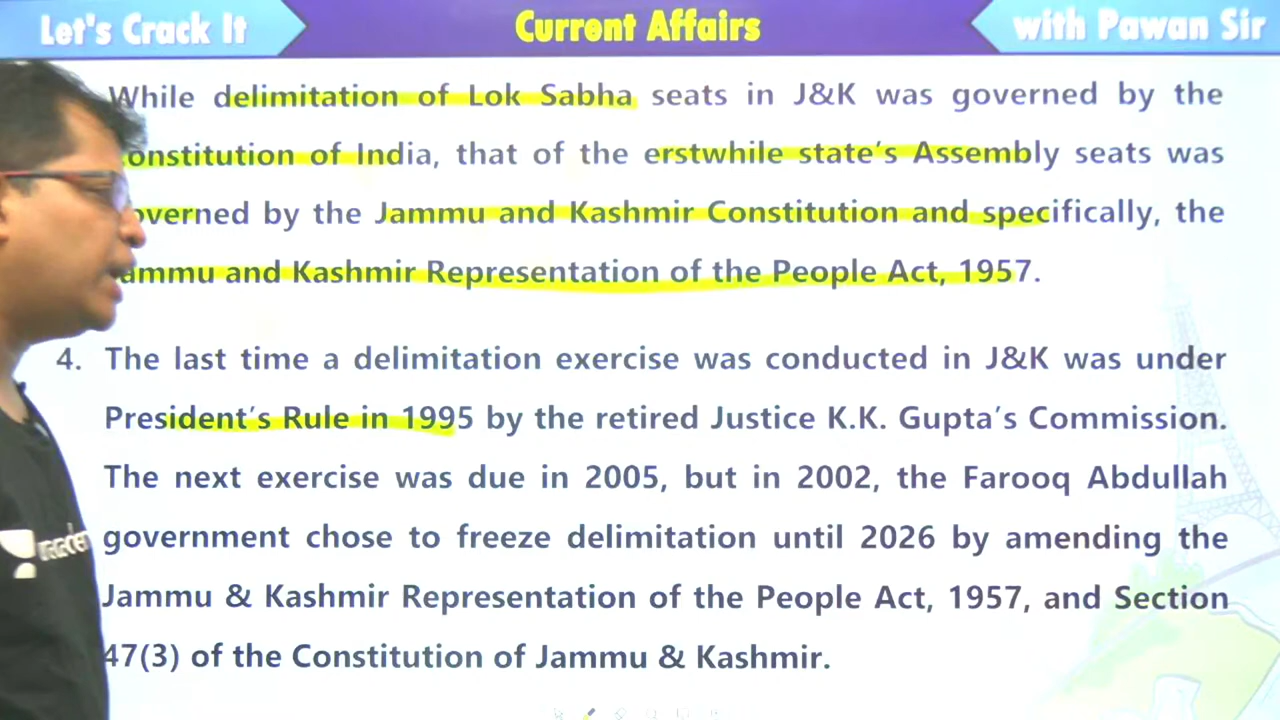 Let's Crack It
Current Affairs
with Pawan Sir
While delimitation of Lok Sabha seats in J&K was governed by the
onstitution of India, that of the erstwhile state's Assembly seats was
overned by the Jammu and Kashmir Constitution and specifically, the
ammu and Kashmir Representation of the People Act, 1957.
4. The last time a delimitation exercise was conducted in J&K was under
President's Rule in 1995 by the retired Justice K.K. Gupta's Commission.
The next exercise was due in 2005, but in 2002, the Farooq Abdullah
government chose to freeze delimitation until 2026 by amending the
Jammu & Kashmir Representation of the People Act, 1957, and Section
47(3) of the Constitution of Jammu & Kashmir.